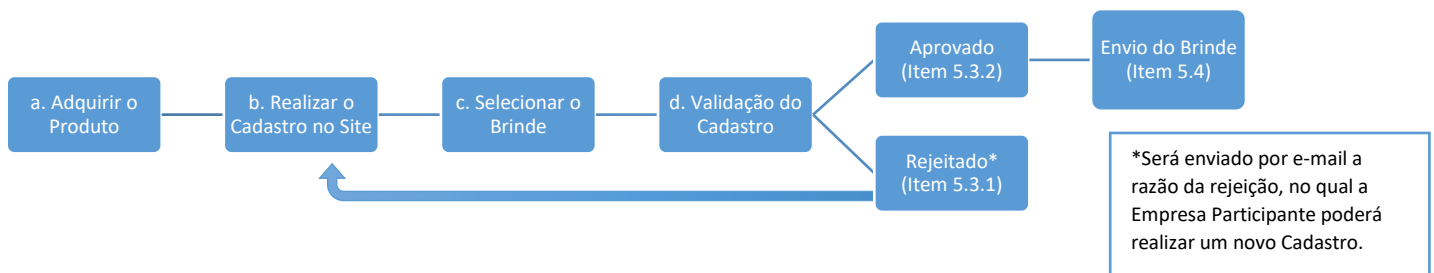 a. Adquirir o
Produto
b. Realizar o
Cadastro no Site
c. Selecionar o
Brinde
d. Validação do
Cadastro
Aprovado
(Item 5.3.2)
Envio do Brinde
(Item 5.4)
Rejeitado*
(Item 5.3.1)
*Será enviado por e-mail a
razão da rejeição, no qual a
Empresa Participante poderá
realizar um novo Cadastro.